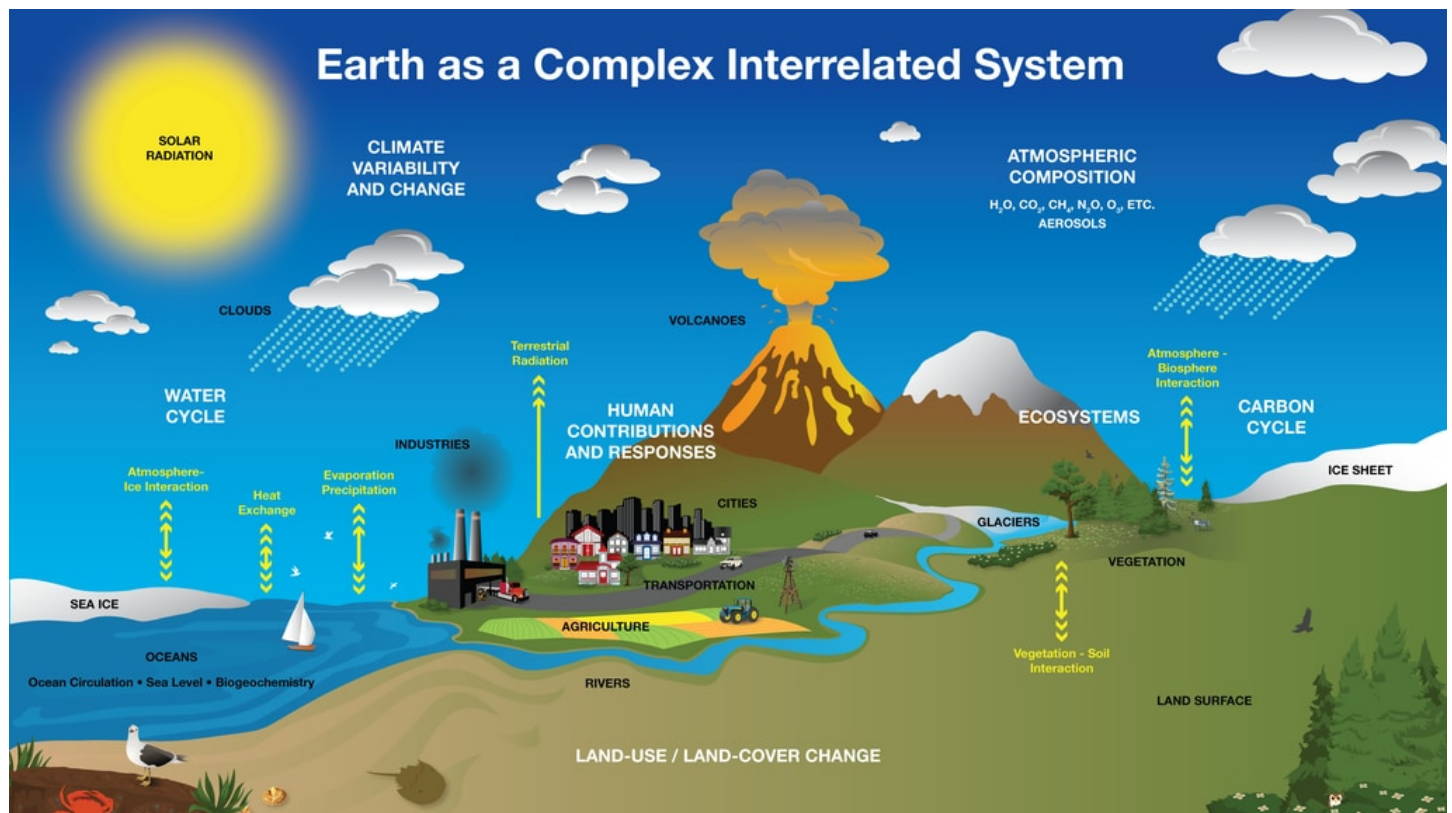 Earth as a Complex Interrelated System
SOLAR
RADIATION
CLIMATE
VARIABILITY
AND CHANGE
ATMOSPHERIC
COMPOSITION
H₂O, CO₂, CH₄, N₂O, O₃, ETC.
AEROSOLS
CLOUDS
VOLCANOES
Terrestrial
Radiation
Atmosphere -
Biosphere
Interaction
WATER
CYCLE
HUMAN
CONTRIBUTIONS
AND RESPONSES
ECOSYSTEMS
CARBON
CYCLE
INDUSTRIES
Atmosphere-
Ice Interaction
Heat
Exchange
Evaporation
Precipitation
ICE SHEET
CITIES
GLACIERS
VEGETATION
TRANSPORTATION
SEA ICE
AGRICULTURE
OCEANS
Ocean Circulation • Sea Level • Biogeochemistry
RIVERS
Vegetation - Soil
Interaction
LAND SURFACE
LAND-USE / LAND-COVER CHANGE